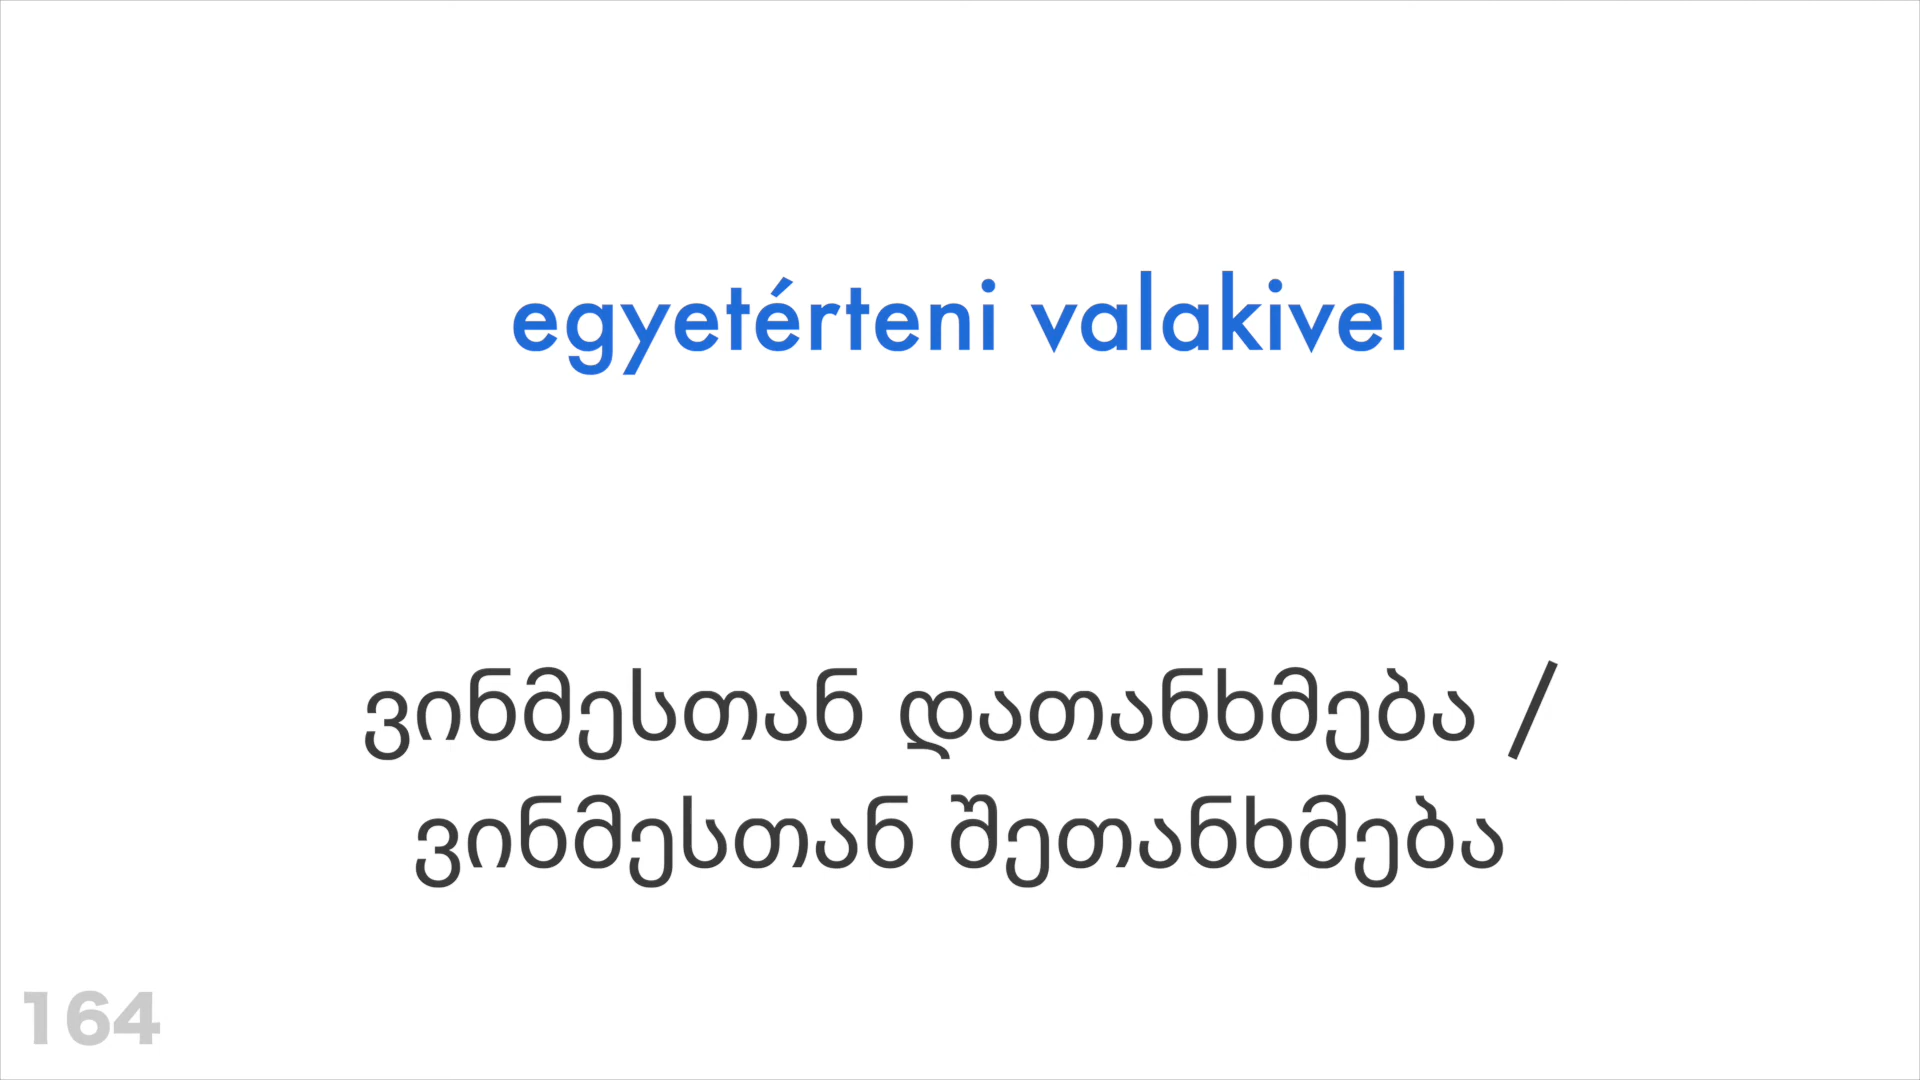 egyetérteni valakivel
ვინმესთან დათანხმება /
ვინმესთან შეთანხმება
164